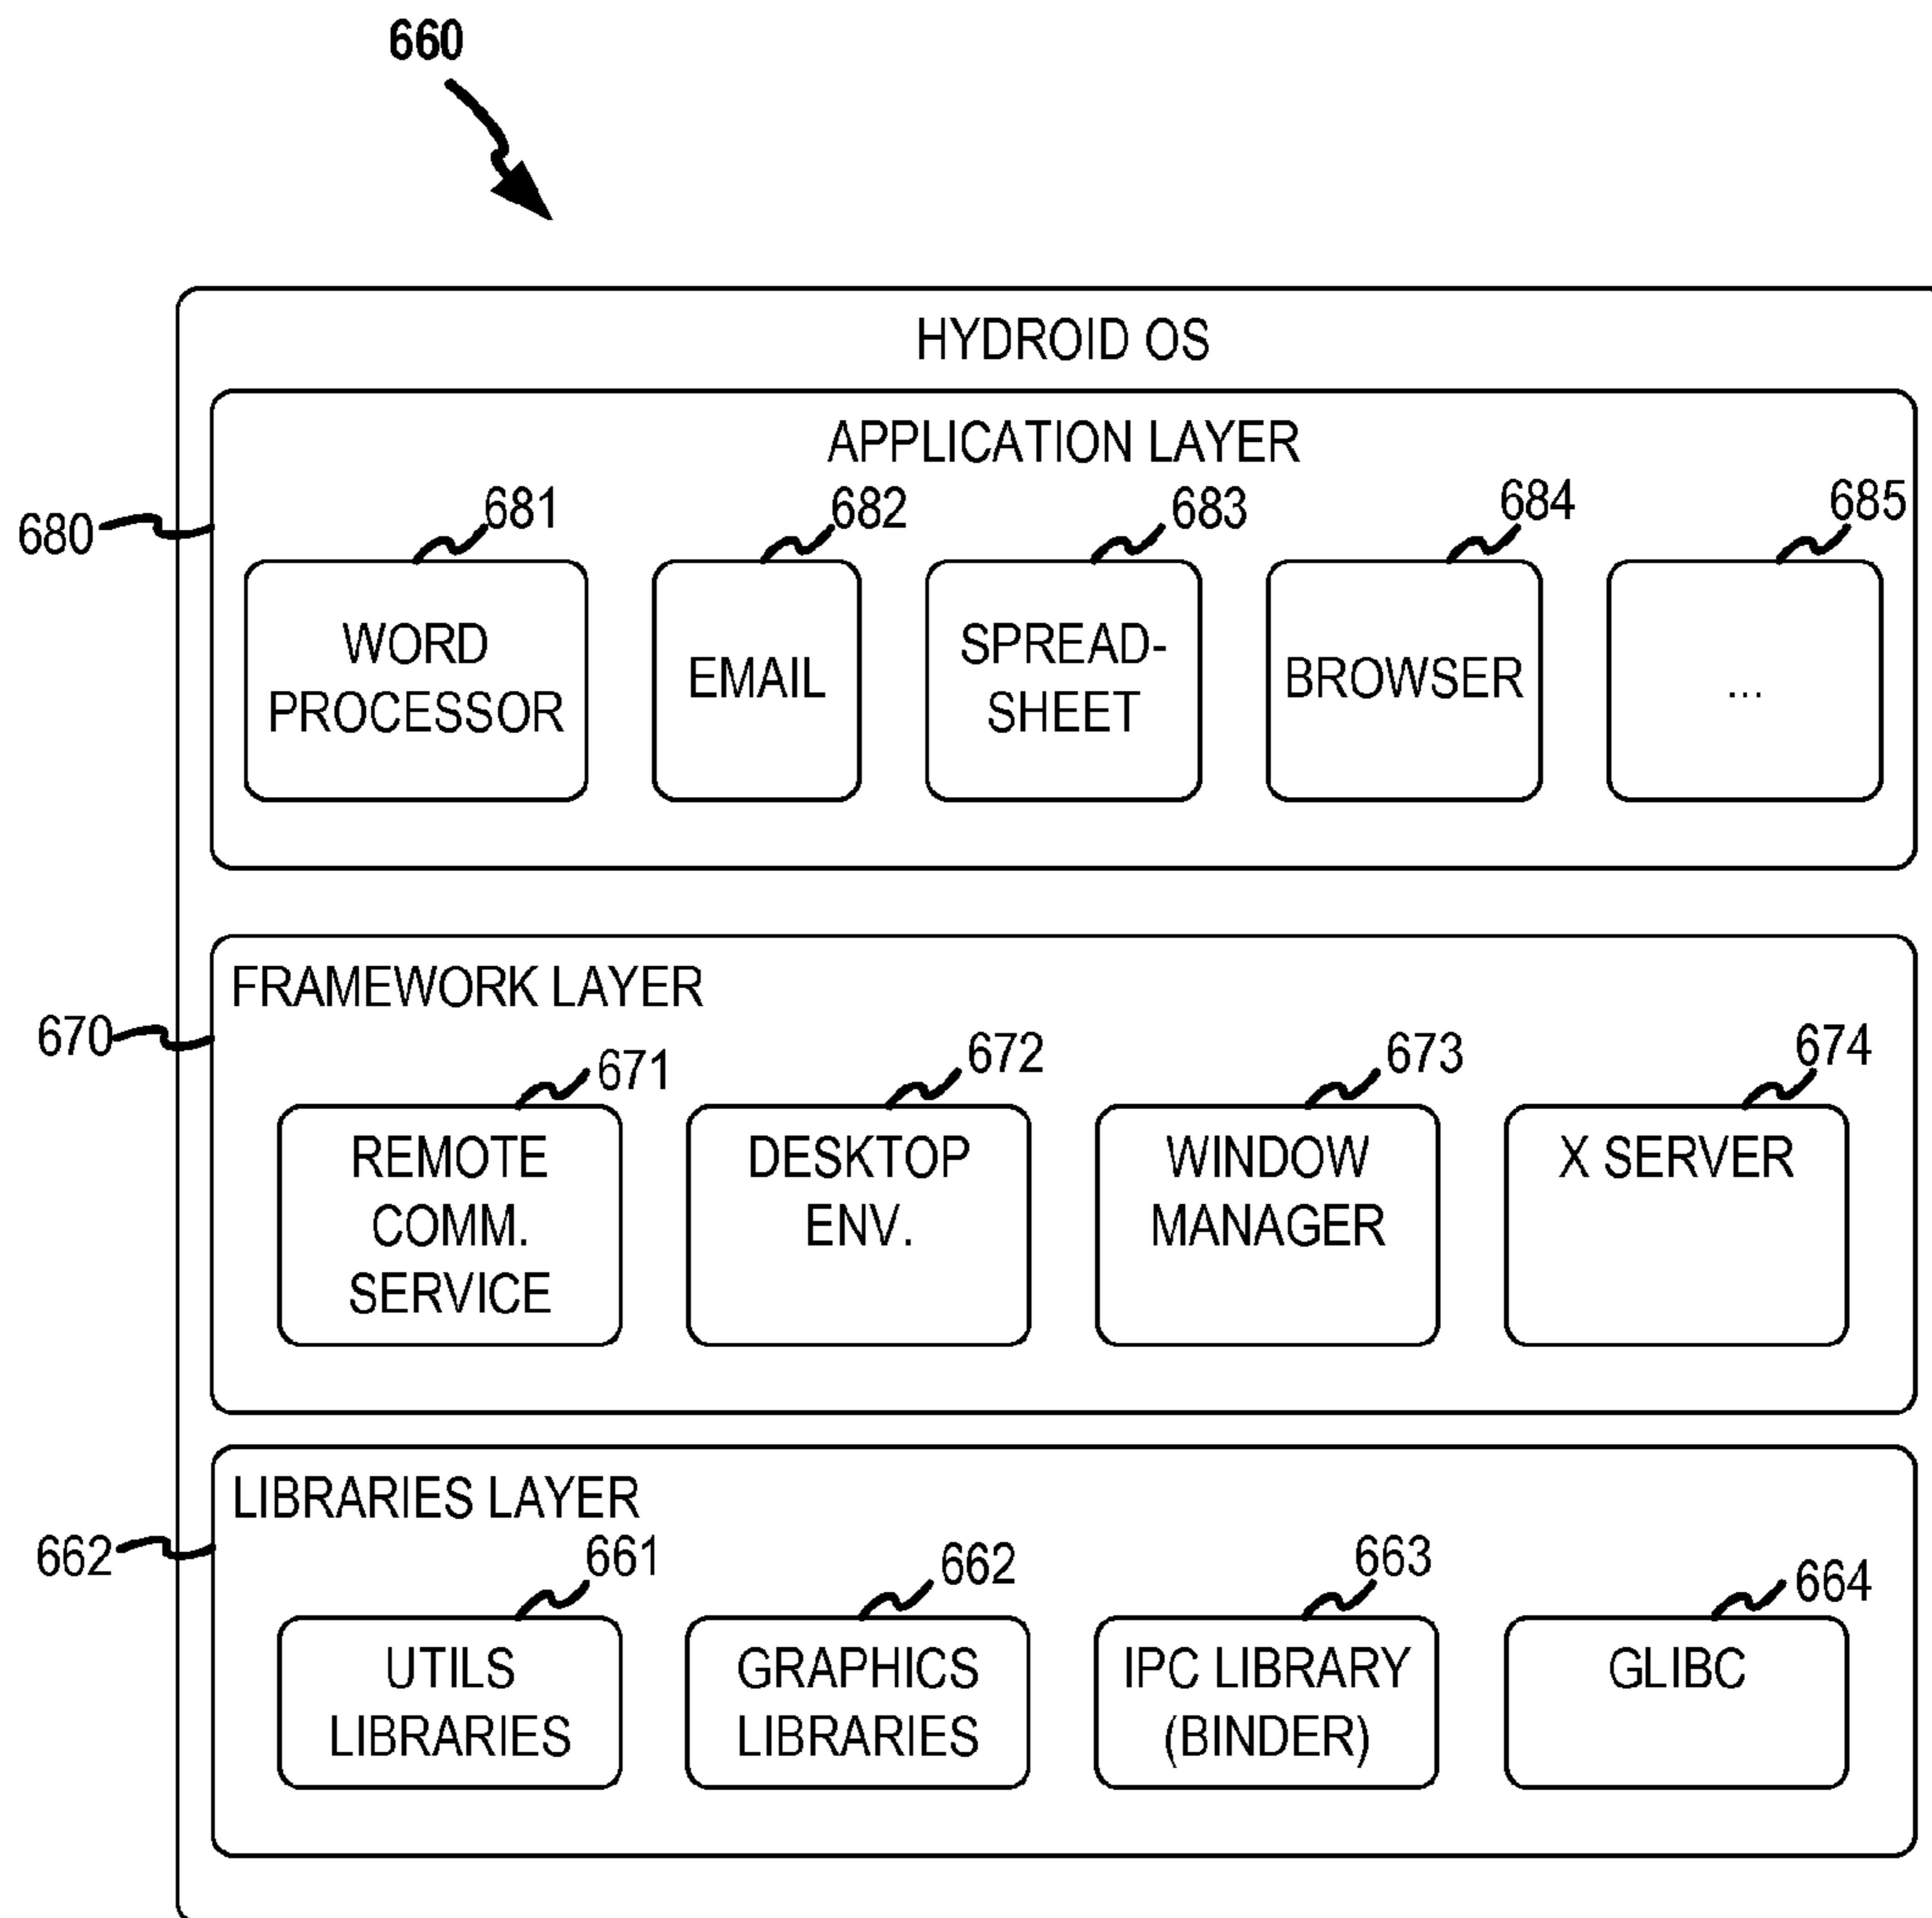 660
HYDROID OS
APPLICATION LAYER
680
681
682
683
684
685
WORD
PROCESSOR
EMAIL
SPREAD-
SHEET
BROWSER
...
FRAMEWORK LAYER
670
671
672
673
674
REMOTE
COMM.
SERVICE
DESKTOP
ENV.
WINDOW
MANAGER
X SERVER
LIBRARIES LAYER
662
661
662
663
664
UTILS
LIBRARIES
GRAPHICS
LIBRARIES
IPC LIBRARY
(BINDER)
GLIBC